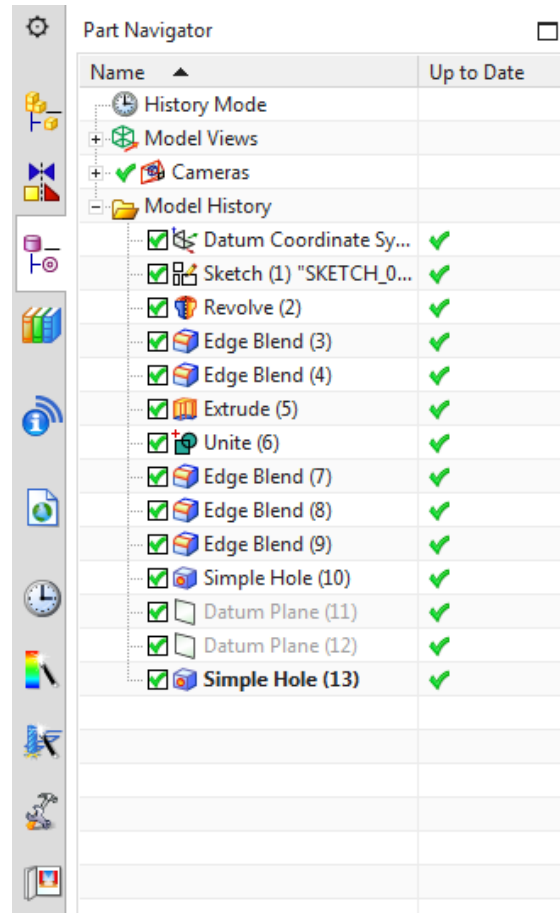 Part Navigator
Name Up to Date
History Mode
Model Views
Cameras
Model History
Datum Coordinate Sy...
Sketch (1) "SKETCH_0...
Revolve (2)
Edge Blend (3)
Edge Blend (4)
Extrude (5)
Unite (6)
Edge Blend (7)
Edge Blend (8)
Edge Blend (9)
Simple Hole (10)
Datum Plane (11)
Datum Plane (12)
Simple Hole (13)